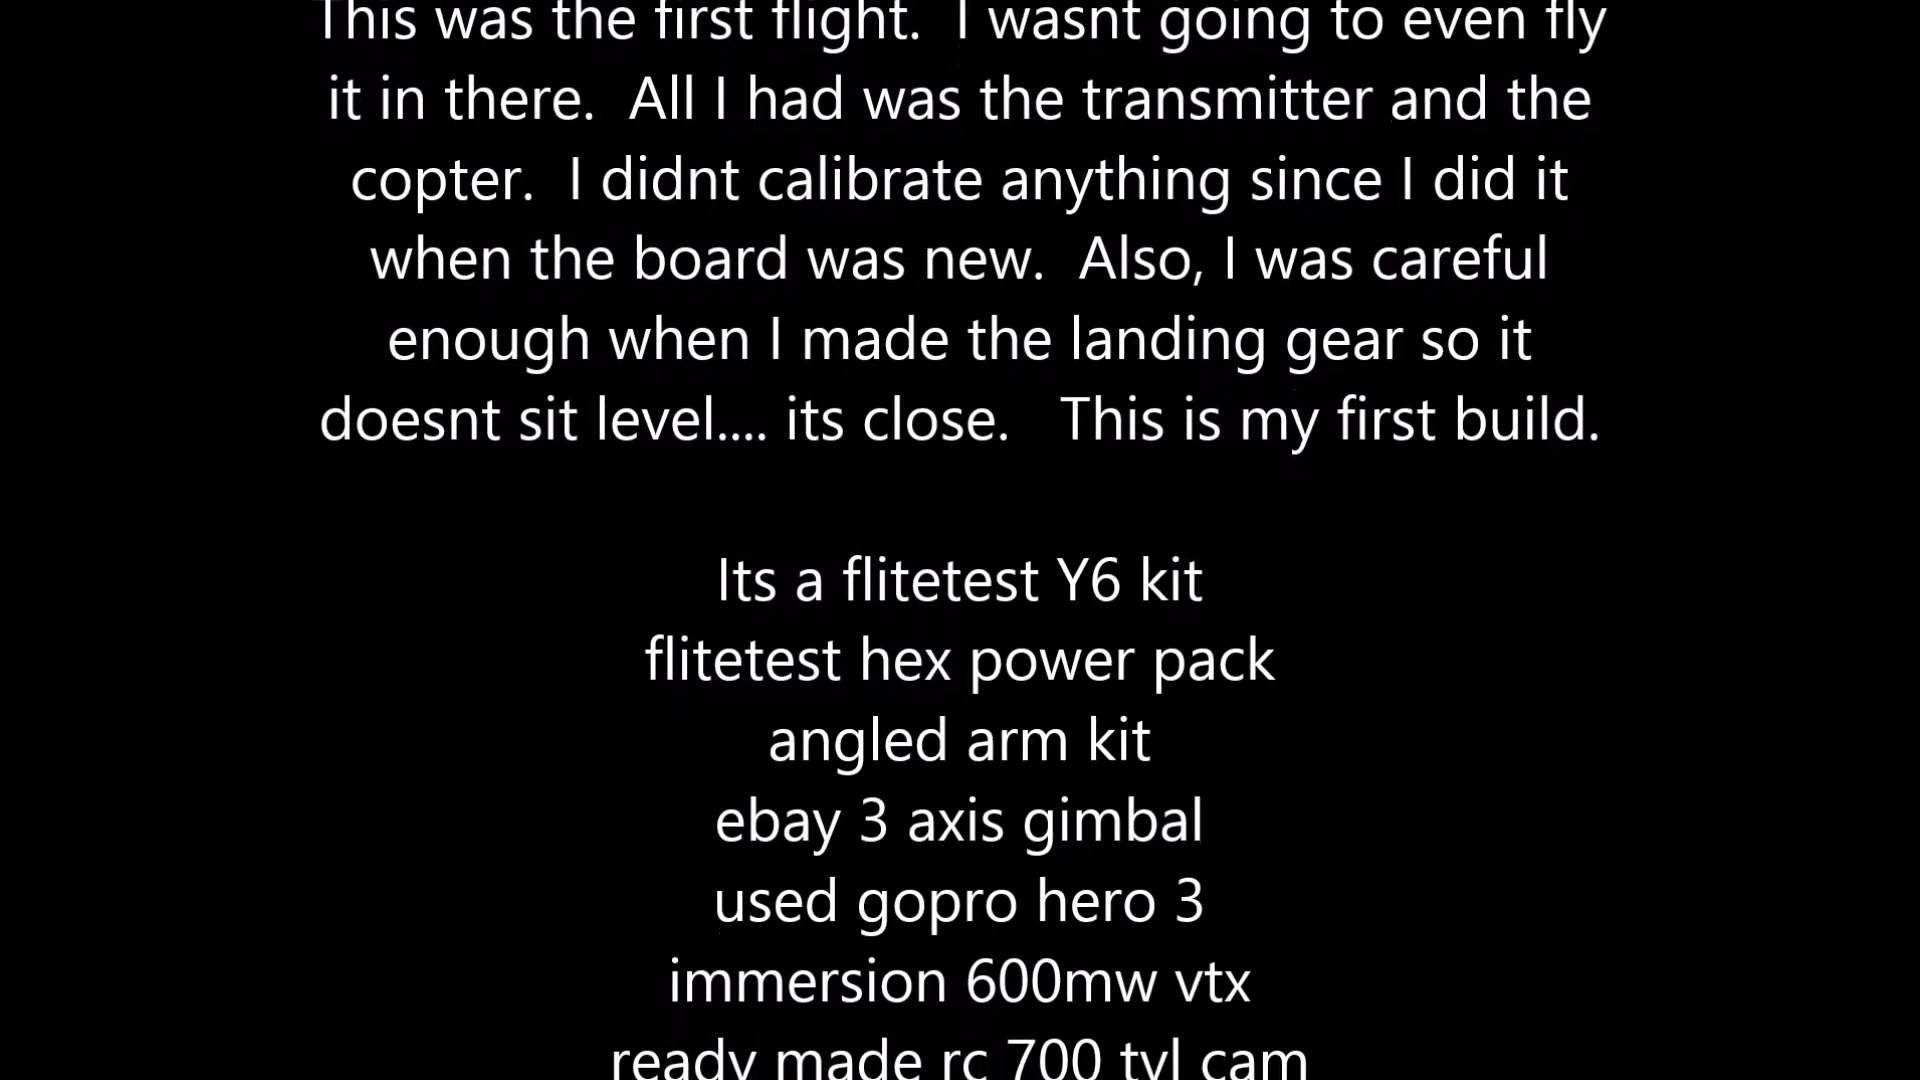 This was the first flight.  I wasnt going to even fly
it in there.  All I had was the transmitter and the
copter.  I didnt calibrate anything since I did it
when the board was new.  Also, I was careful
enough when I made the landing gear so it
doesnt sit level.... its close.   This is my first build.
Its a flitetest Y6 kit
flitetest hex power pack
angled arm kit
ebay 3 axis gimbal
used gopro hero 3
immersion 600mw vtx
ready made rc 700 tvl cam